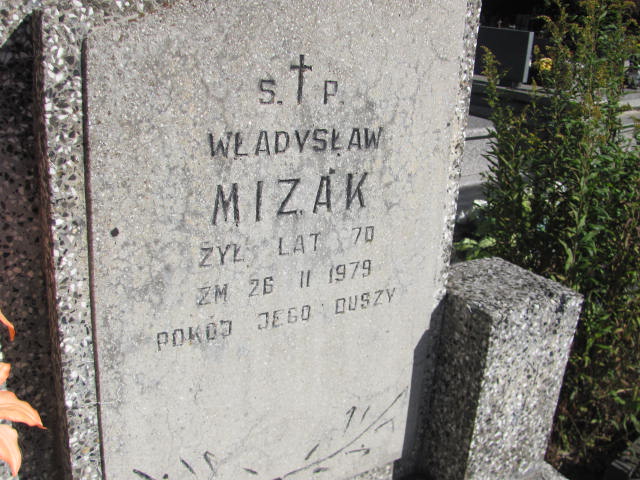 Ś.P.
WŁADYSŁAW
MIZAK
ŻYŁ LAT 70
ZM 26 II 1979
POKÓJ JEGO DUSZY